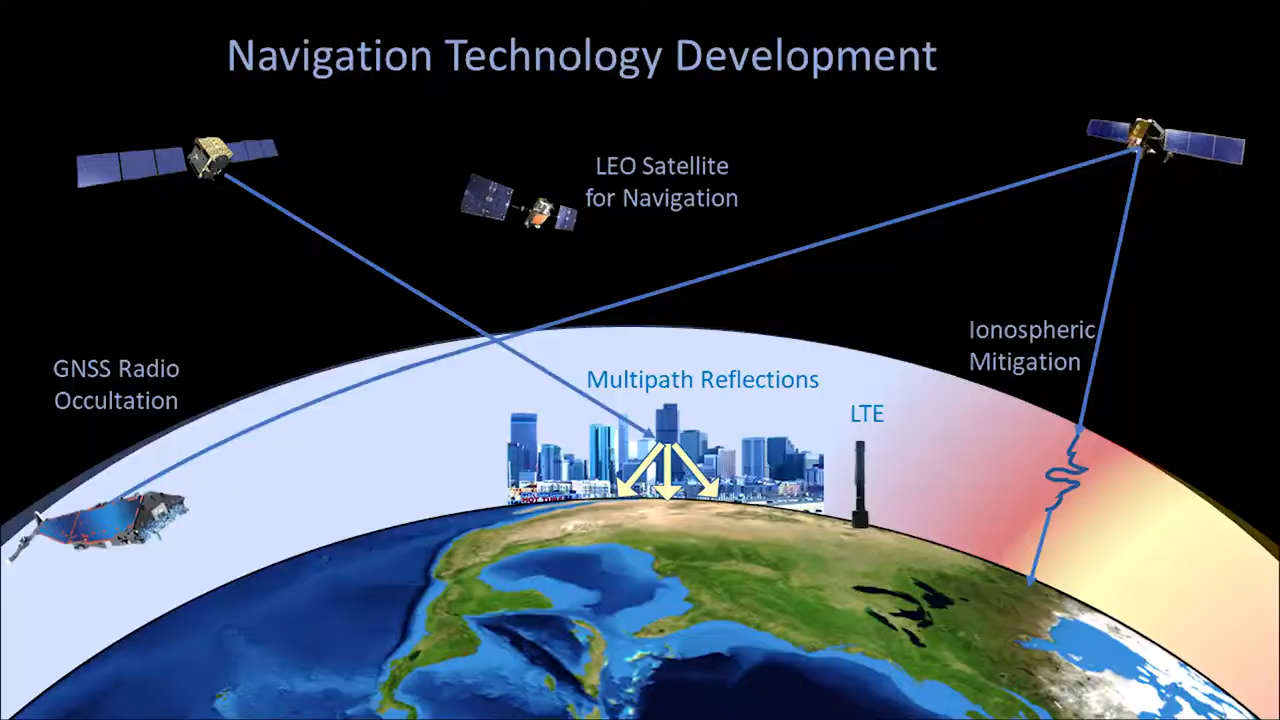 Navigation Technology Development
LEO Satellite
for Navigation
Ionospheric
Mitigation
GNSS Radio
Occultation
Multipath Reflections
LTE